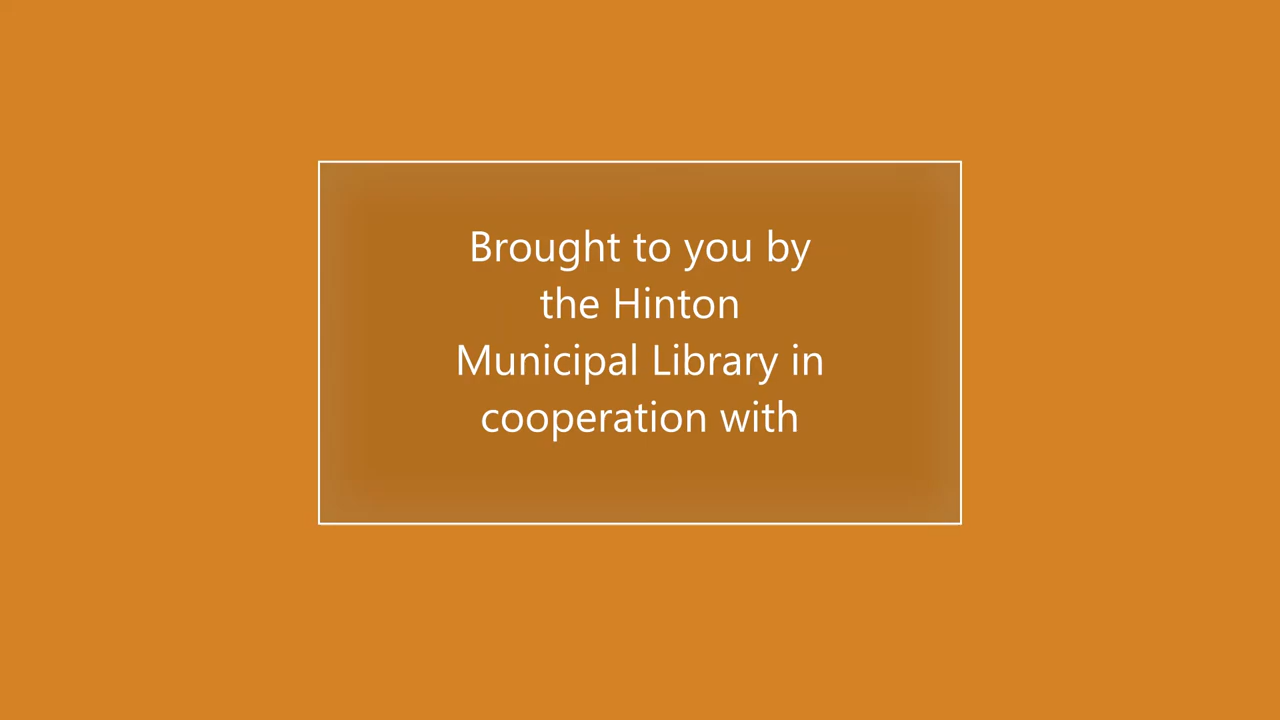 Brought to you by
the Hinton
Municipal Library in
cooperation with